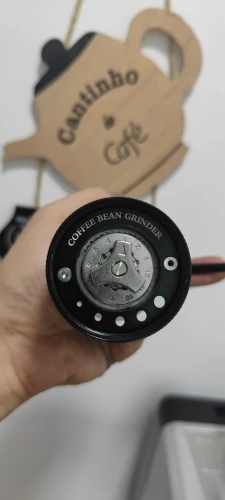 Cantinho
de
Café
COFFEE BEAN GRINDER